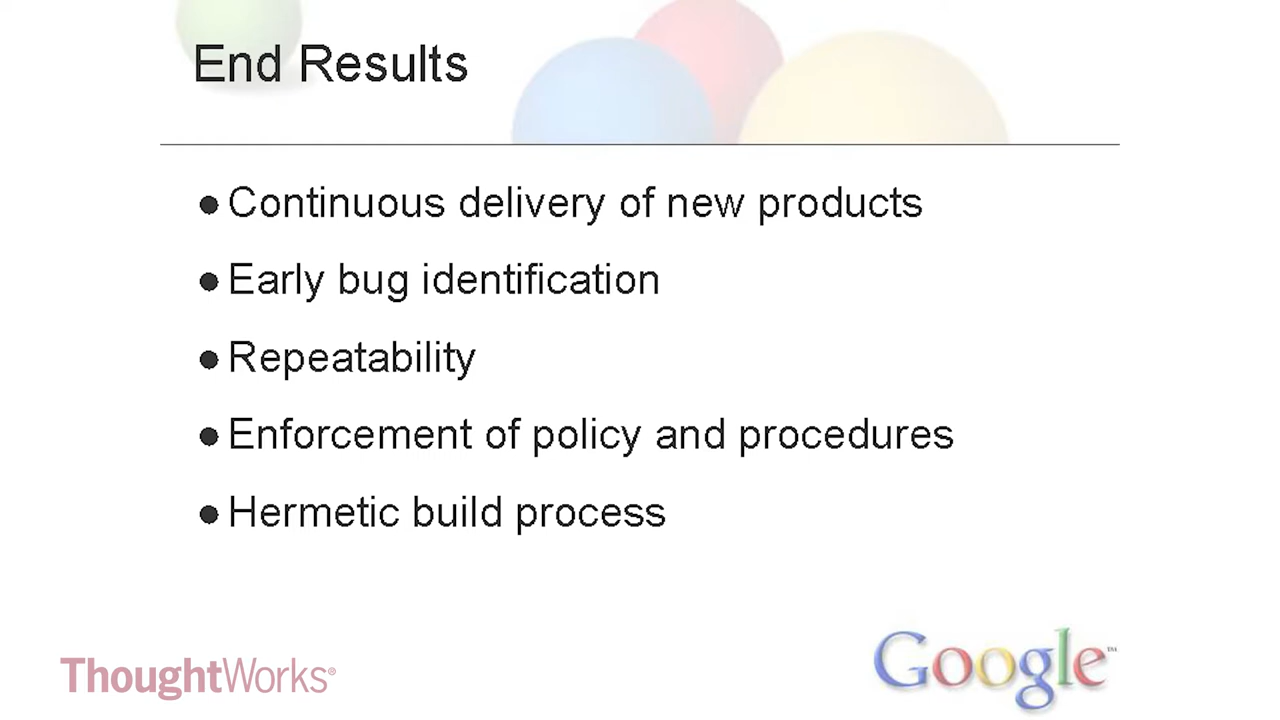 End Results
● Continuous delivery of new products
● Early bug identification
● Repeatability
● Enforcement of policy and procedures
● Hermetic build process
ThoughtWorks®
Google™